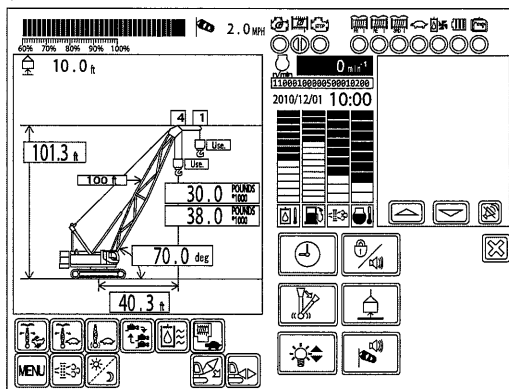 2.0 MPH
60% 70% 80% 90% 100%
10.0 ft
STOP
0 min⁻¹
r/min
11000100000500010200
2010/12/01 10:00
4 1
Use.
Use.
101.3 ft
100 ft
30.0 POUNDS *1000
38.0 POUNDS *1000
70.0 deg
40.3 ft
MENU